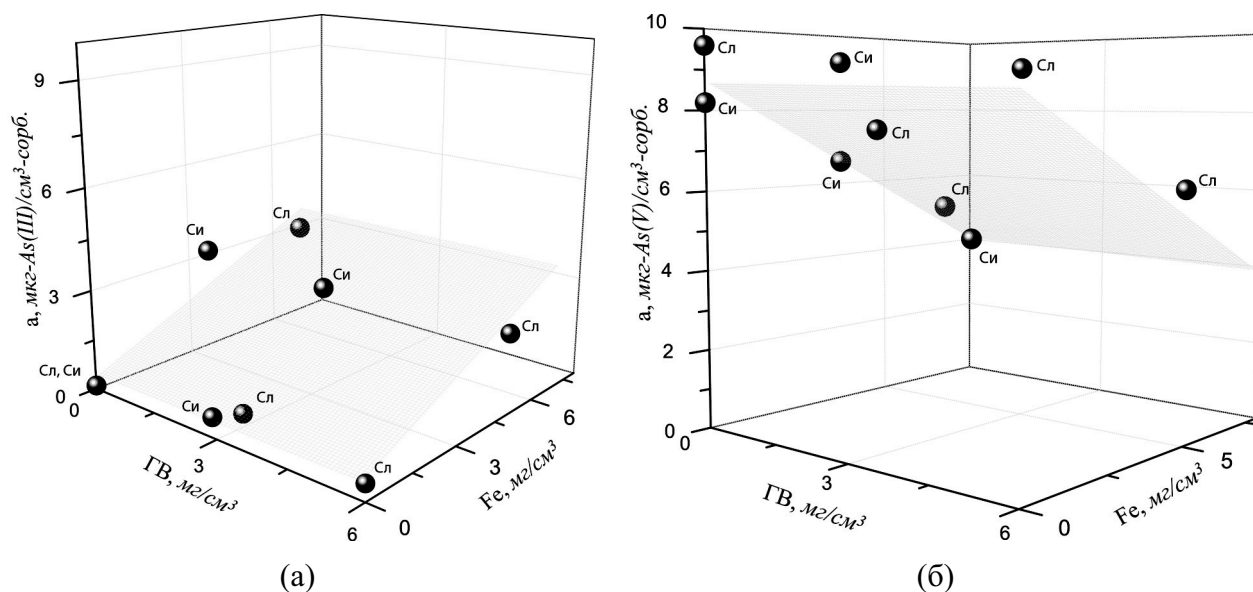 а, мкг-As(III)/см³-сорб.
9
6
3
0
Си
Сл
Си
Сл
Сл, Си
Си
Сл
Сл
0
3
6
ГВ, мг/см³
0
3
6
Fe, мг/см³
(а)
а, мкг-As(V)/см³-сорб.
10
8
6
4
2
0
Сл
Си
Сл
Си
Сл
Си
Сл
Сл
Си
0
3
6
ГВ, мг/см³
0
5
Fe, мг/см³
(б)